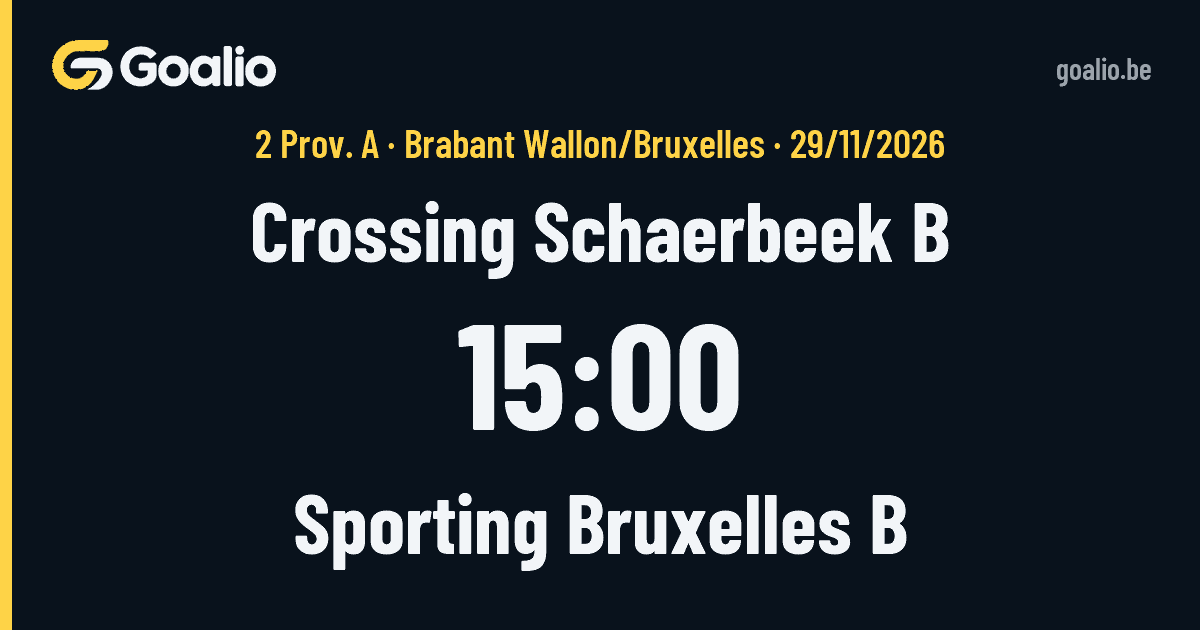 Goalio
goalio.be
2 Prov. A · Brabant Wallon/Bruxelles · 29/11/2026
Crossing Schaerbeek B
15:00
Sporting Bruxelles B